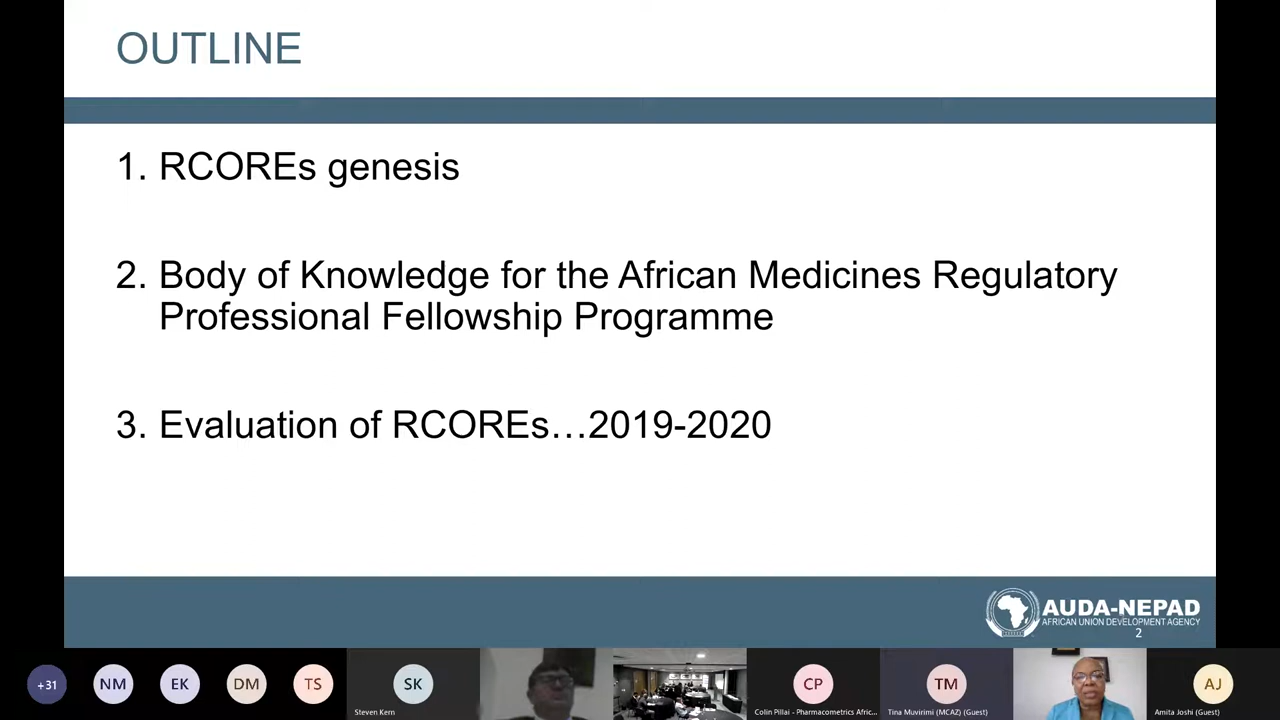 OUTLINE
1. RCOREs genesis
2. Body of Knowledge for the African Medicines Regulatory
Professional Fellowship Programme
3. Evaluation of RCOREs…2019-2020
AUDA-NEPAD
AFRICAN UNION DEVELOPMENT AGENCY
2
+31
NM
EK
DM
TS
SK
Steven Kern
CP
Colin Pillai - Pharmacometrics Afric...
TM
Tina Muvirimi (MCAZ) (Guest)
AJ
Amita Joshi (Guest)